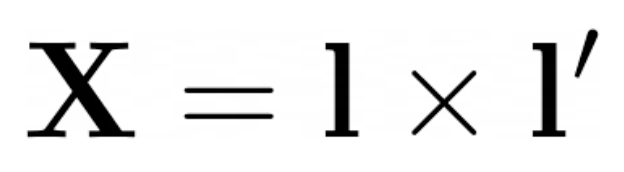 X = l × l′